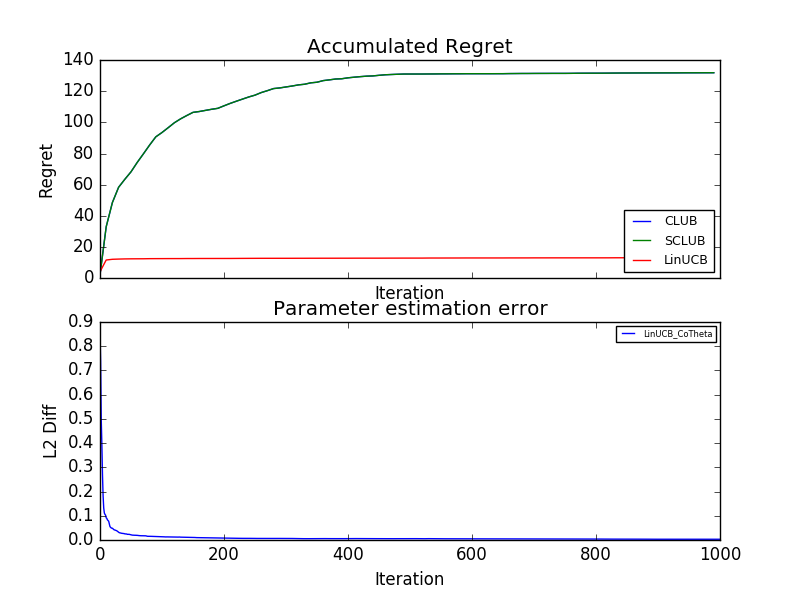 Accumulated Regret
140
120
100
80
60
40
20
0
Regret
CLUB
SCLUB
LinUCB
Iteration
Parameter estimation error
0.9
0.8
0.7
0.6
0.5
0.4
0.3
0.2
0.1
0.0
L2 Diff
LinUCB_CoTheta
0 200 400 600 800 1000
Iteration